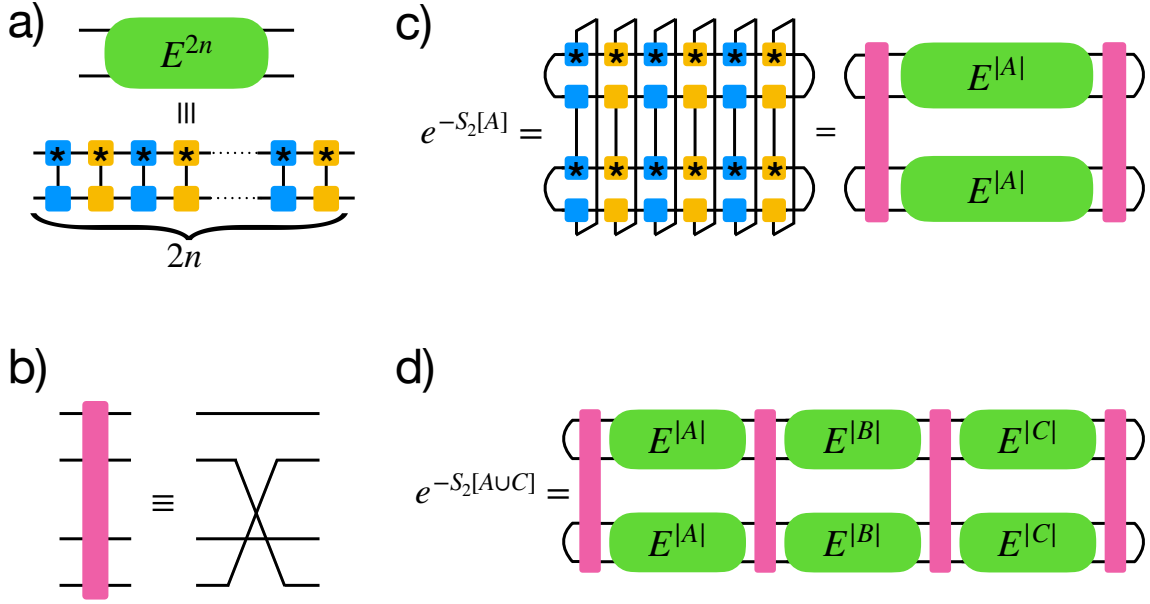 a)
E^{2n}
≡
* * * * ........ * *
2n
b)
≡
c)
e^{-S_2[A]} = * * * * * * = E^{|A|}
* * * * * * E^{|A|}
d)
e^{-S_2[A∪C]} = E^{|A|} E^{|B|} E^{|C|}
E^{|A|} E^{|B|} E^{|C|}